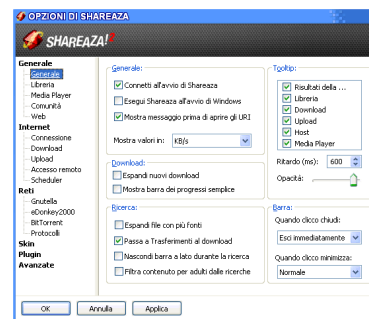 OPZIONI DI SHAREAZA
SHAREAZA!
Generale
Generale
Libreria
Media Player
Comunità
Web
Internet
Connessione
Download
Upload
Accesso remoto
Scheduler
Reti
Gnutella
eDonkey2000
BitTorrent
Protocolli
Skin
Plugin
Avanzate
Generale:
Connetti all'avvio di Shareaza
Esegui Shareaza all'avvio di Windows
Mostra messaggio prima di aprire gli URI
Mostra valori in: KB/s
Download:
Espandi nuovi download
Mostra barra dei progressi semplice
Ricerca:
Espandi file con più fonti
Passa a Trasferimenti al download
Nascondi barra a lato durante la ricerca
Filtra contenuto per adulti dalle ricerche
Tooltip:
Risultati della ...
Libreria
Download
Upload
Host
Media Player
Ritardo (ms): 600
Opacità:
Barra:
Quando clicco chiudi:
Esci immediatamente
Quando clicco minimizza:
Normale
OK
Annulla
Applica